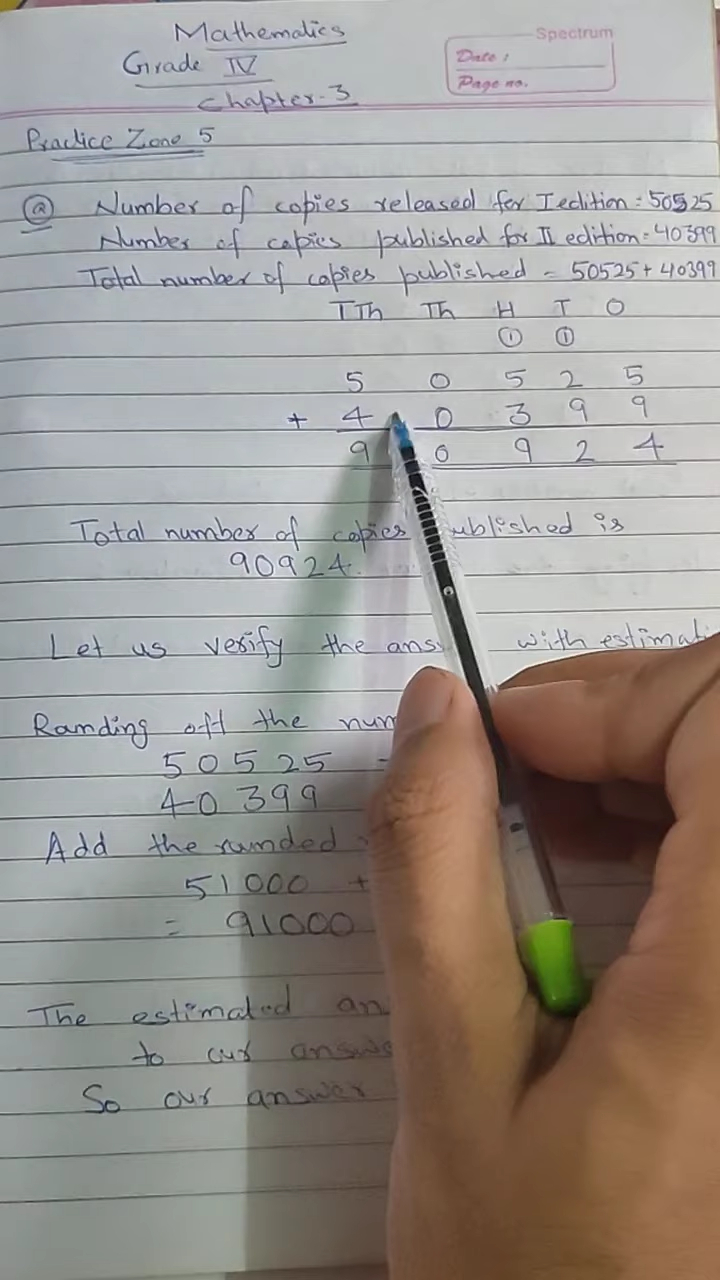 Mathematics
Grade IV
Chapter-3
Spectrum
Date :
Page no.
Practice Zone 5
(a) Number of copies released for I edition = 50525
Number of copies published for II edition = 40399
Total number of copies published = 50525 + 40399
TTh Th H T O
1 1
5 0 5 2 5
+ 4 0 3 9 9
9 0 9 2 4
Total number of copies published is
90924.
Let us verify the with
Randing off the
50525
40399
Add the runded
51000 +
= 91000
The estimated
to our
So our answer